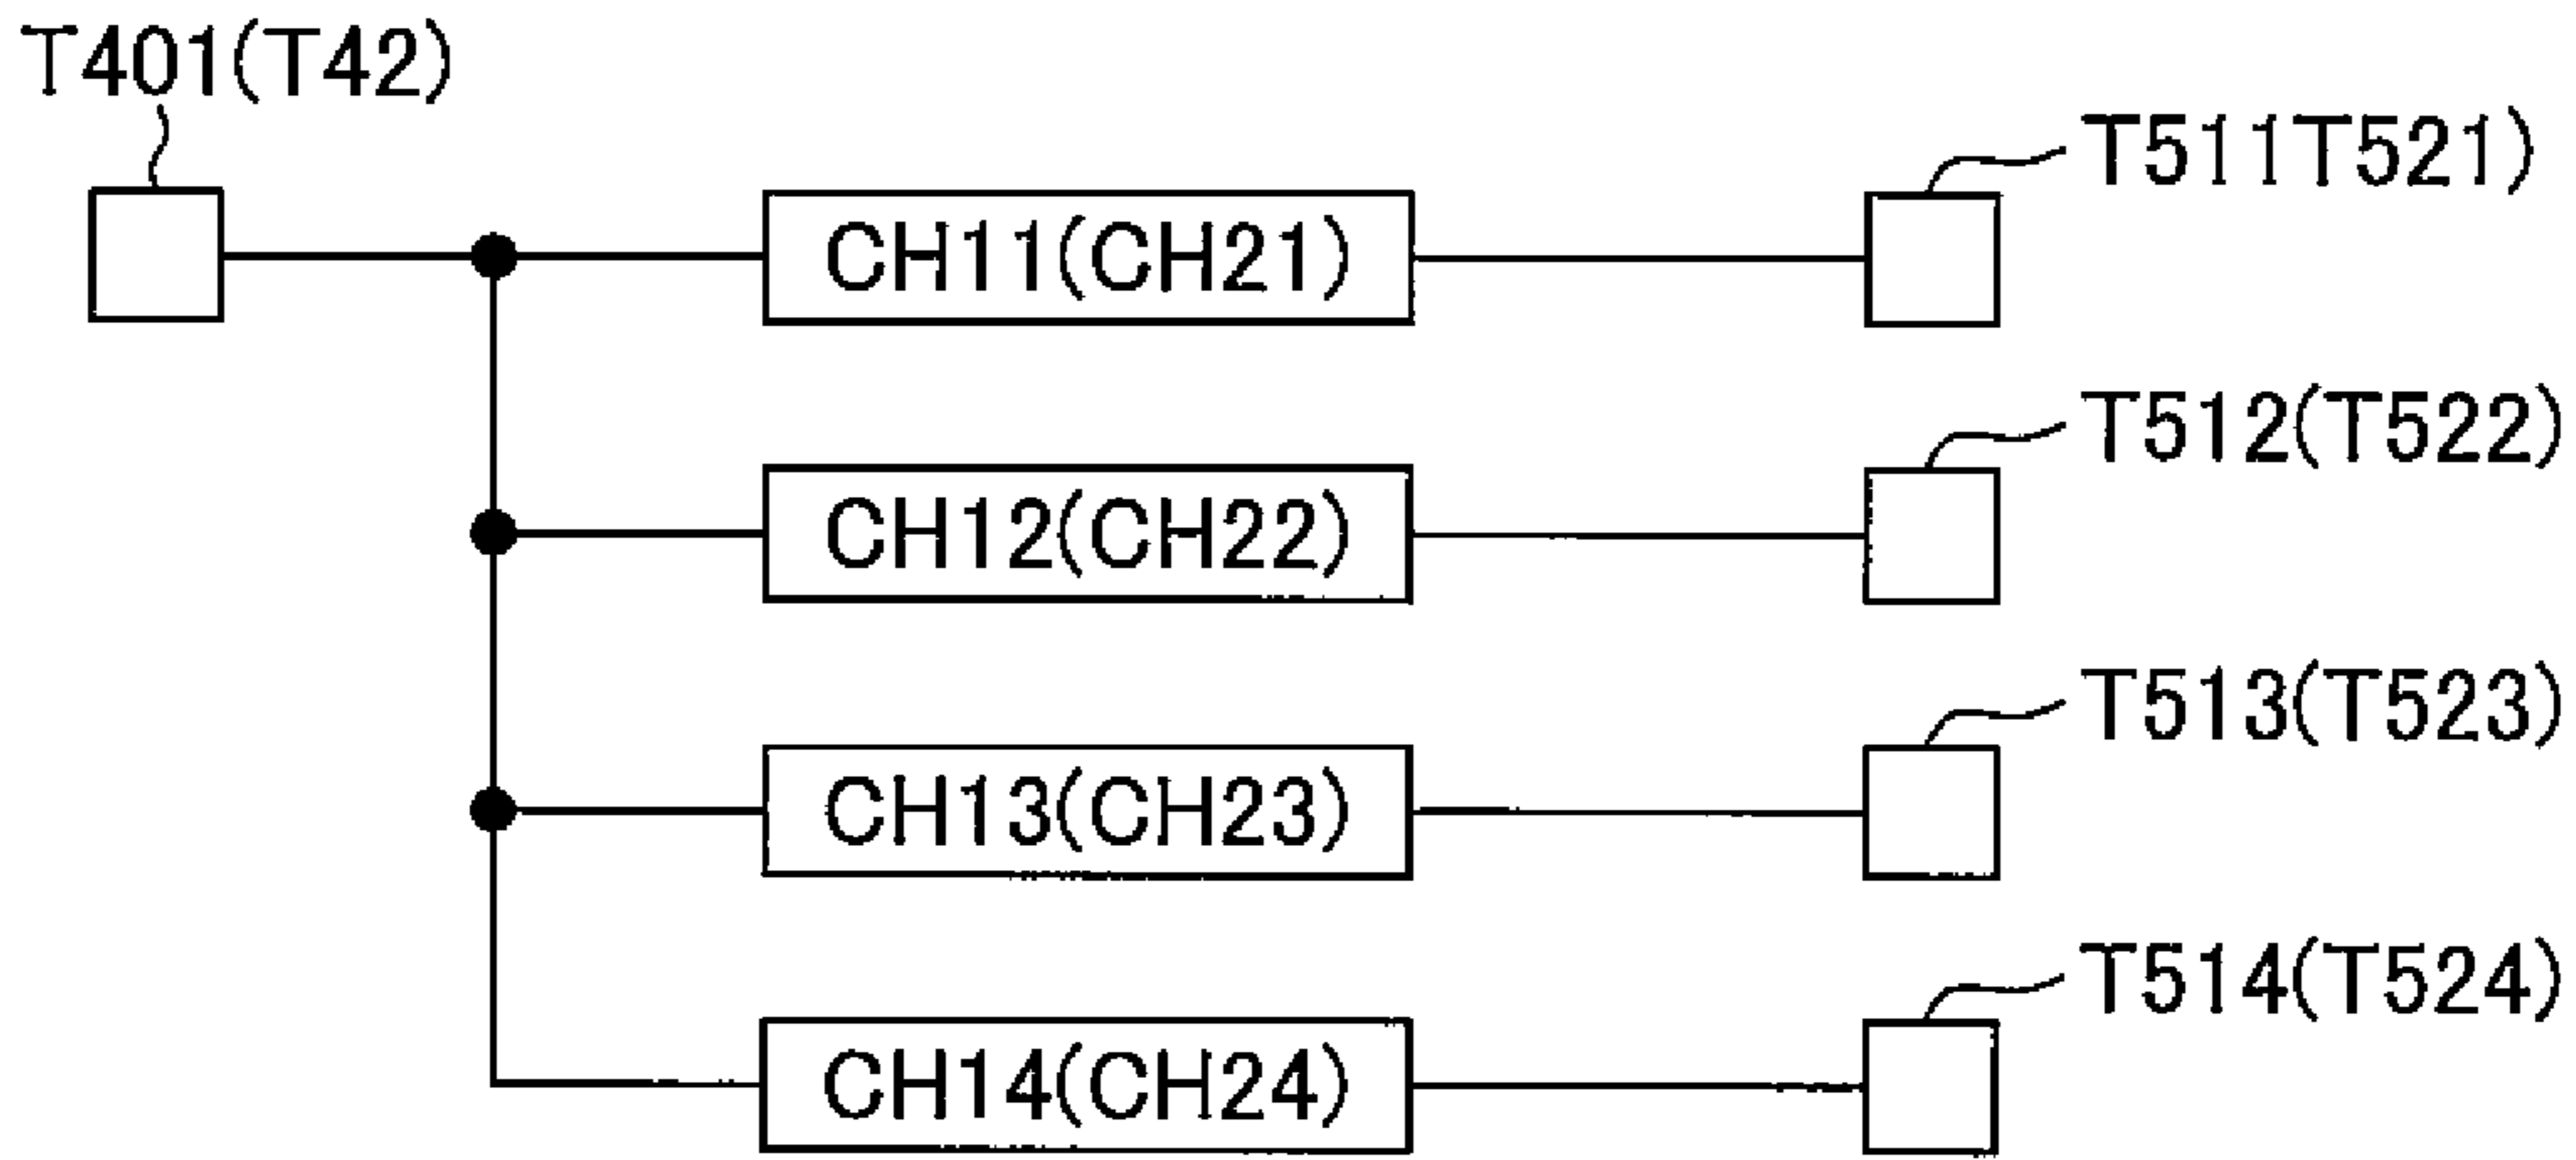 T401(T42)
T511T521)
CH11(CH21)
T512(T522)
CH12(CH22)
T513(T523)
CH13(CH23)
T514(T524)
CH14(CH24)